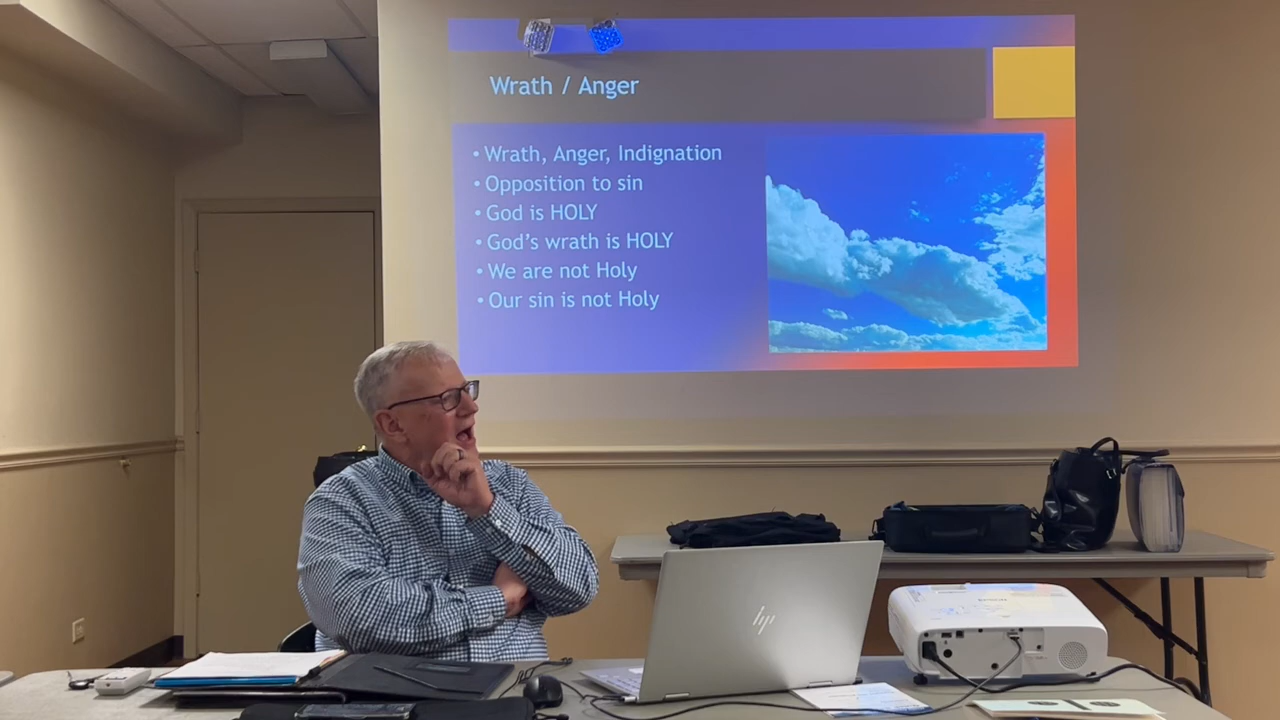 Wrath / Anger
• Wrath, Anger, Indignation
• Opposition to sin
• God is HOLY
• God's wrath is HOLY
• We are not Holy
• Our sin is not Holy
hp
EPSON